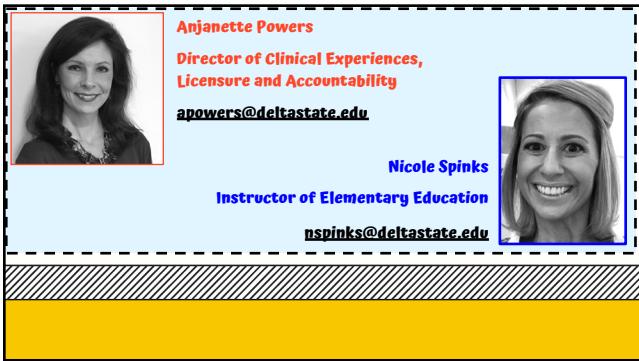 Anjanette Powers
Director of Clinical Experiences,
Licensure and Accountability
apowers@deltastate.edu
Nicole Spinks
Instructor of Elementary Education
nspinks@deltastate.edu